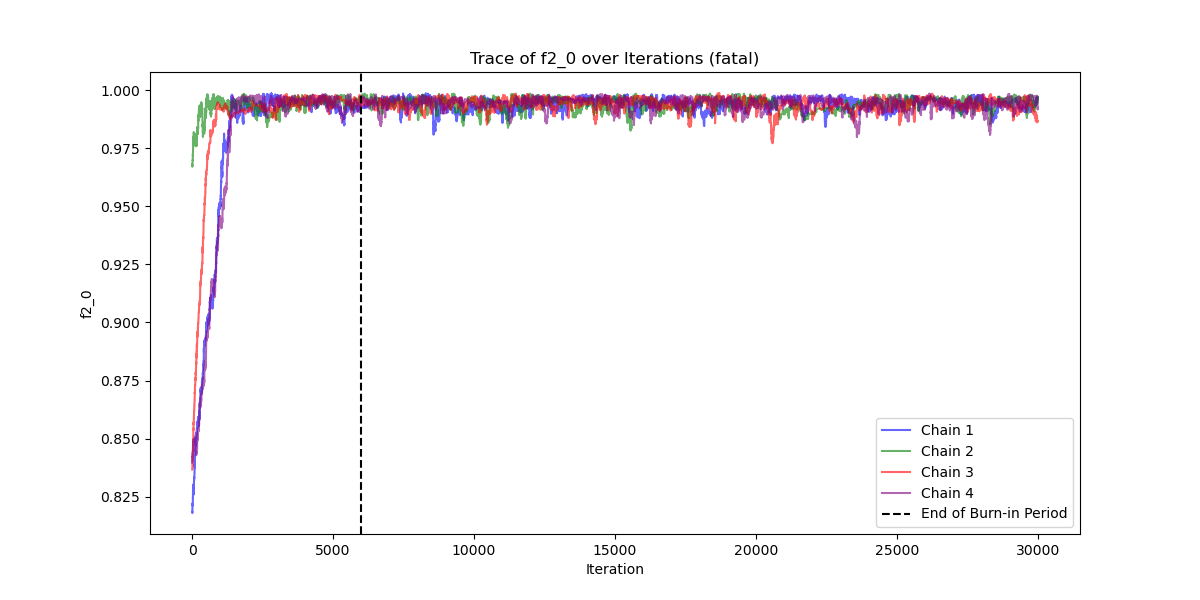 Trace of f2_0 over Iterations (fatal)
1.000
0.975
0.950
0.925
0.900
0.875
0.850
0.825
f2_0
0
5000
10000
15000
20000
25000
30000
Iteration
Chain 1
Chain 2
Chain 3
Chain 4
End of Burn-in Period